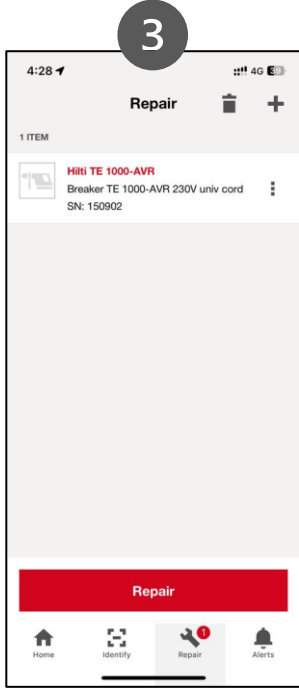 3
4:28
4G 39
Repair
1 ITEM
Hilti TE 1000-AVR
Breaker TE 1000-AVR 230V univ cord
SN: 150902
Repair
1
Home Identify Repair Alerts